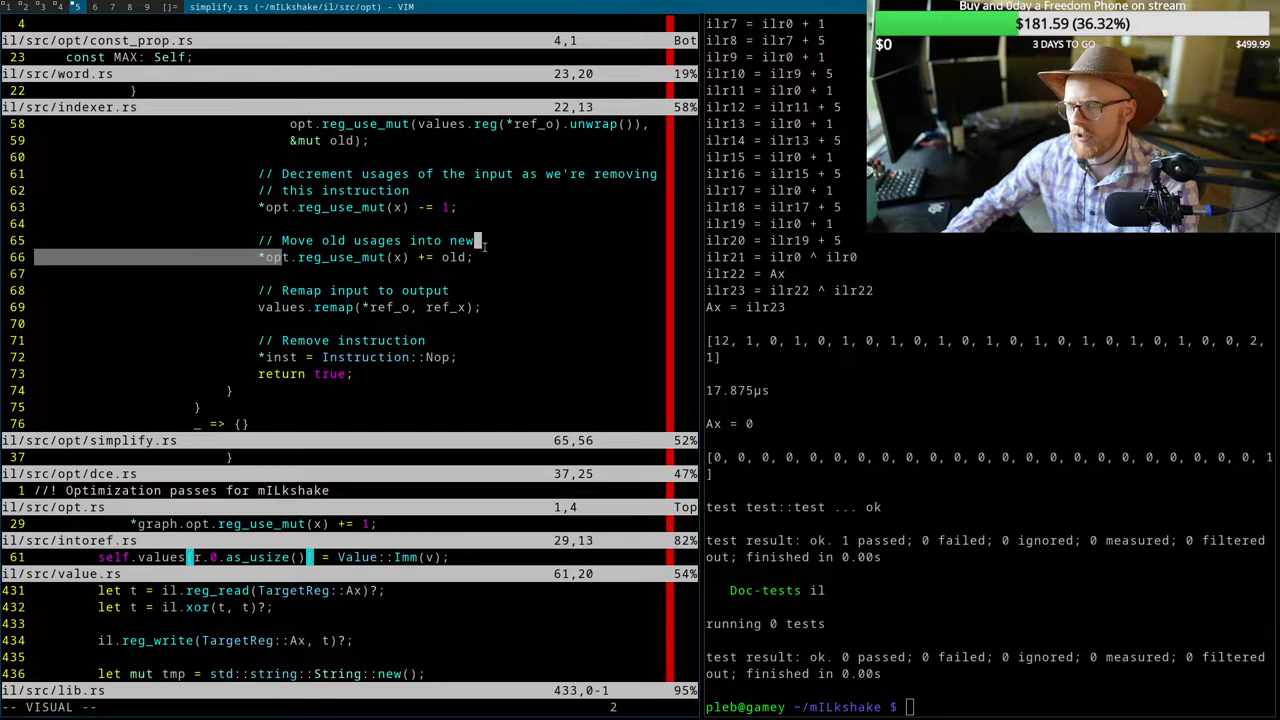 1 2 3 4 5 6 7 8 9 []= simplify.rs (~/mILkshake/il/src/opt) - VIM
4
il/src/opt/const_prop.rs 4,1 Bot
23 const MAX: Self;
il/src/word.rs 23,20 19%
22 }
il/src/indexer.rs 22,13 58%
58 opt.reg_use_mut(values.reg(*ref_o).unwrap()),
59 &mut old);
60
61 // Decrement usages of the input as we're removing
62 // this instruction
63 *opt.reg_use_mut(x) -= 1;
64
65 // Move old usages into new
66 *opt.reg_use_mut(x) += old;
67
68 // Remap input to output
69 values.remap(*ref_o, ref_x);
70
71 // Remove instruction
72 *inst = Instruction::Nop;
73 return true;
74 }
75 }
76 _ => {}
il/src/opt/simplify.rs 65,56 52%
37 }
il/src/opt/dce.rs 37,25 47%
1 //! Optimization passes for mILkshake
il/src/opt.rs 1,4 Top
29 *graph.opt.reg_use_mut(x) += 1;
il/src/intoref.rs 29,13 82%
61 self.values[r.0.as_usize()] = Value::Imm(v);
il/src/value.rs 61,20 54%
431 let t = il.reg_read(TargetReg::Ax)?;
432 let t = il.xor(t, t)?;
433
434 il.reg_write(TargetReg::Ax, t)?;
435
436 let mut tmp = std::string::String::new();
il/src/lib.rs 433,0-1 95%
-- VISUAL -- 2
ilr7 = ilr0 + 1
ilr8 = ilr7 + 5
ilr9 = ilr0 + 1
ilr10 = ilr9 + 5
ilr11 = ilr0 + 1
ilr12 = ilr11 + 5
ilr13 = ilr0 + 1
ilr14 = ilr13 + 5
ilr15 = ilr0 + 1
ilr16 = ilr15 + 5
ilr17 = ilr0 + 1
ilr18 = ilr17 + 5
ilr19 = ilr0 + 1
ilr20 = ilr19 + 5
ilr21 = ilr0 ^ ilr0
ilr22 = Ax
ilr23 = ilr22 ^ ilr22
Ax = ilr23
[12, 1, 0, 1, 0, 1, 0, 1, 0, 1, 0, 1, 0, 1, 0, 1, 0, 1, 0, 1, 0, 0, 2,
1]
17.875µs
Ax = 0
[0, 0, 0, 0, 0, 0, 0, 0, 0, 0, 0, 0, 0, 0, 0, 0, 0, 0, 0, 0, 0, 0, 0, 1
]
test test::test ... ok
test result: ok. 1 passed; 0 failed; 0 ignored; 0 measured; 0 filtered
out; finished in 0.00s
Doc-tests il
running 0 tests
test result: ok. 0 passed; 0 failed; 0 ignored; 0 measured; 0 filtered
out; finished in 0.00s
pleb@gamey ~/mILkshake $
Buy and 0day a Freedom Phone on stream
$181.59 (36.32%)
$0 3 DAYS TO GO $499.99